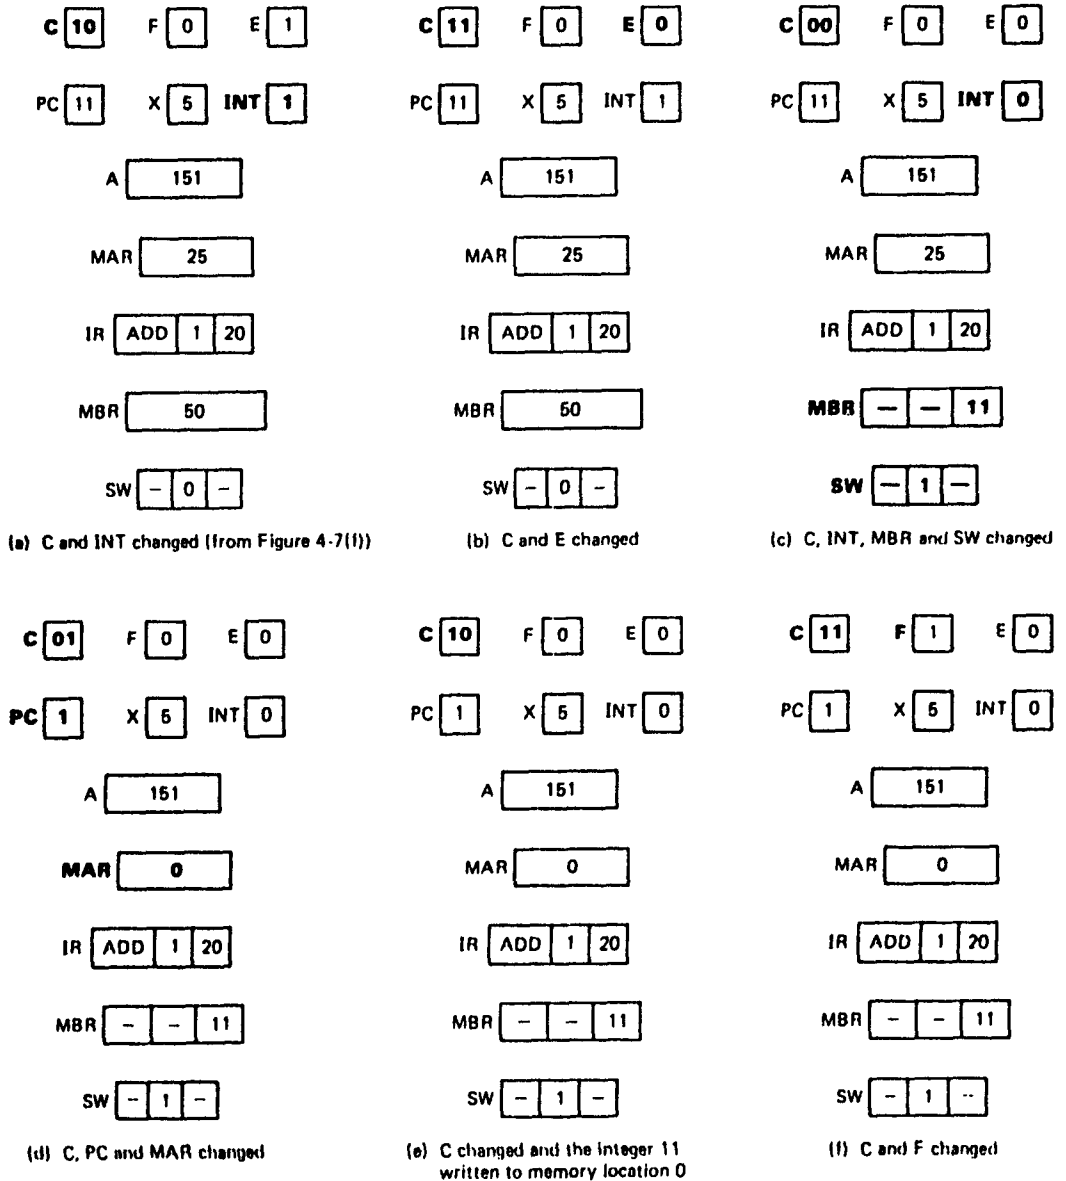 C 10 F 0 E 1
PC 11 X 5 INT 1
A 151
MAR 25
IR ADD 1 20
MBR 50
SW – 0 –
(a) C and INT changed (from Figure 4-7(f))
C 11 F 0 E 0
PC 11 X 5 INT 1
A 151
MAR 25
IR ADD 1 20
MBR 50
SW – 0 –
(b) C and E changed
C 00 F 0 E 0
PC 11 X 5 INT 0
A 151
MAR 25
IR ADD 1 20
MBR — — 11
SW — 1 —
(c) C, INT, MBR and SW changed
C 01 F 0 E 0
PC 1 X 5 INT 0
A 151
MAR 0
IR ADD 1 20
MBR – – 11
SW – 1 –
(d) C, PC and MAR changed
C 10 F 0 E 0
PC 1 X 5 INT 0
A 151
MAR 0
IR ADD 1 20
MBR – – 11
SW – 1 –
(e) C changed and the integer 11
written to memory location 0
C 11 F 1 E 0
PC 1 X 5 INT 0
A 151
MAR 0
IR ADD 1 20
MBR – – 11
SW – 1 --
(f) C and F changed